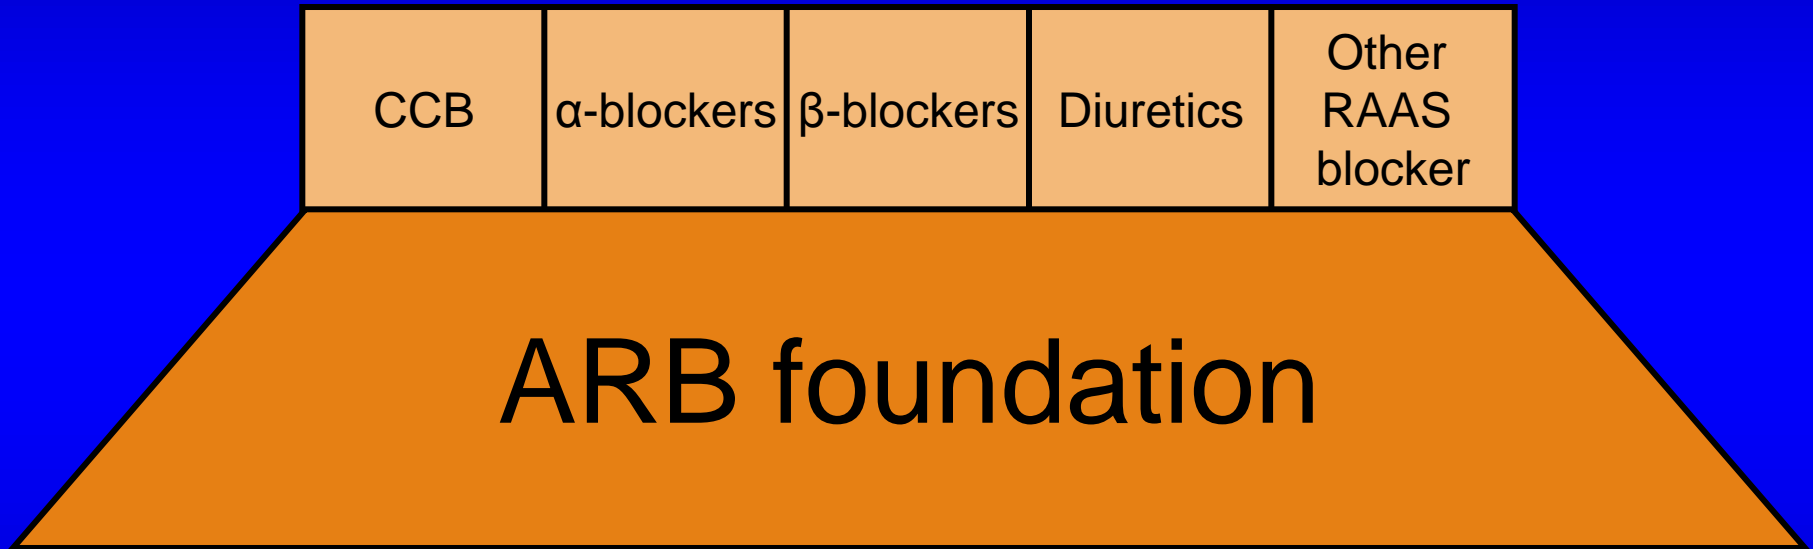 CCB
α-blockers
β-blockers
Diuretics
Other
RAAS
blocker
ARB foundation